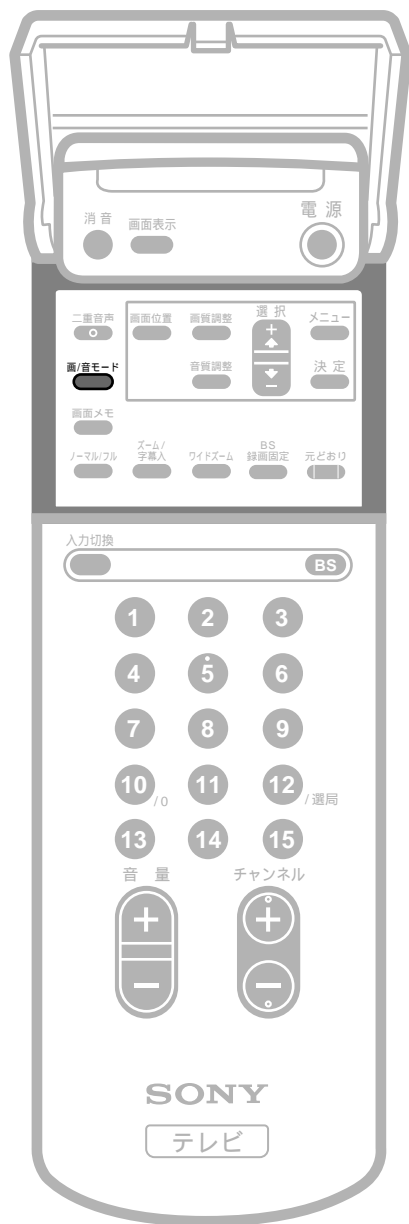 消音 画面表示 電源
二重音声 画面位置 画質調整 選択 メニュー
+
画/音モード 音質調整 決定
−
画面メモ
ノーマル/フル ズーム/字幕入 ワイドズーム BS録画固定 元どおり
入力切換 BS
1 2 3
4 5 6
7 8 9
10/0 11 12/選局
13 14 15
音量 チャンネル
+ +
− −
SONY
テレビ